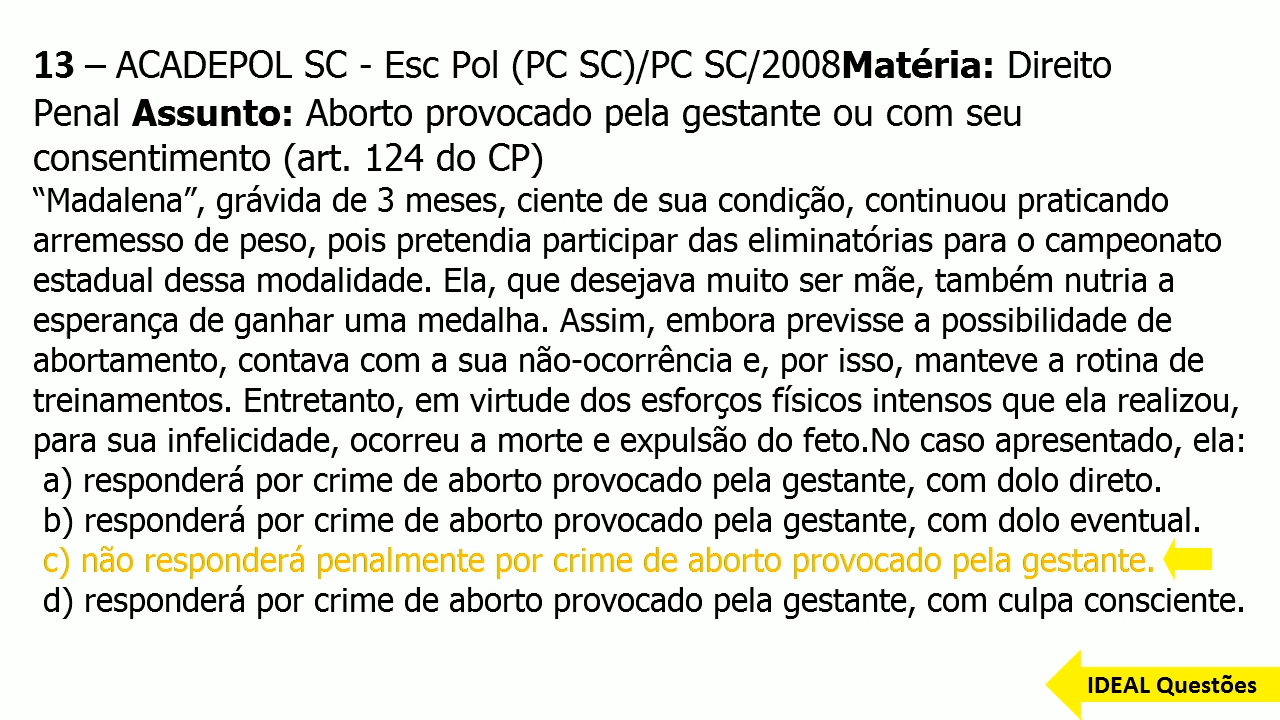 13 – ACADEPOL SC - Esc Pol (PC SC)/PC SC/2008Matéria: Direito
Penal Assunto: Aborto provocado pela gestante ou com seu
consentimento (art. 124 do CP)
“Madalena”, grávida de 3 meses, ciente de sua condição, continuou praticando
arremesso de peso, pois pretendia participar das eliminatórias para o campeonato
estadual dessa modalidade. Ela, que desejava muito ser mãe, também nutria a
esperança de ganhar uma medalha. Assim, embora previsse a possibilidade de
abortamento, contava com a sua não-ocorrência e, por isso, manteve a rotina de
treinamentos. Entretanto, em virtude dos esforços físicos intensos que ela realizou,
para sua infelicidade, ocorreu a morte e expulsão do feto.No caso apresentado, ela:
a) responderá por crime de aborto provocado pela gestante, com dolo direto.
b) responderá por crime de aborto provocado pela gestante, com dolo eventual.
c) não responderá penalmente por crime de aborto provocado pela gestante.
d) responderá por crime de aborto provocado pela gestante, com culpa consciente.
IDEAL Questões